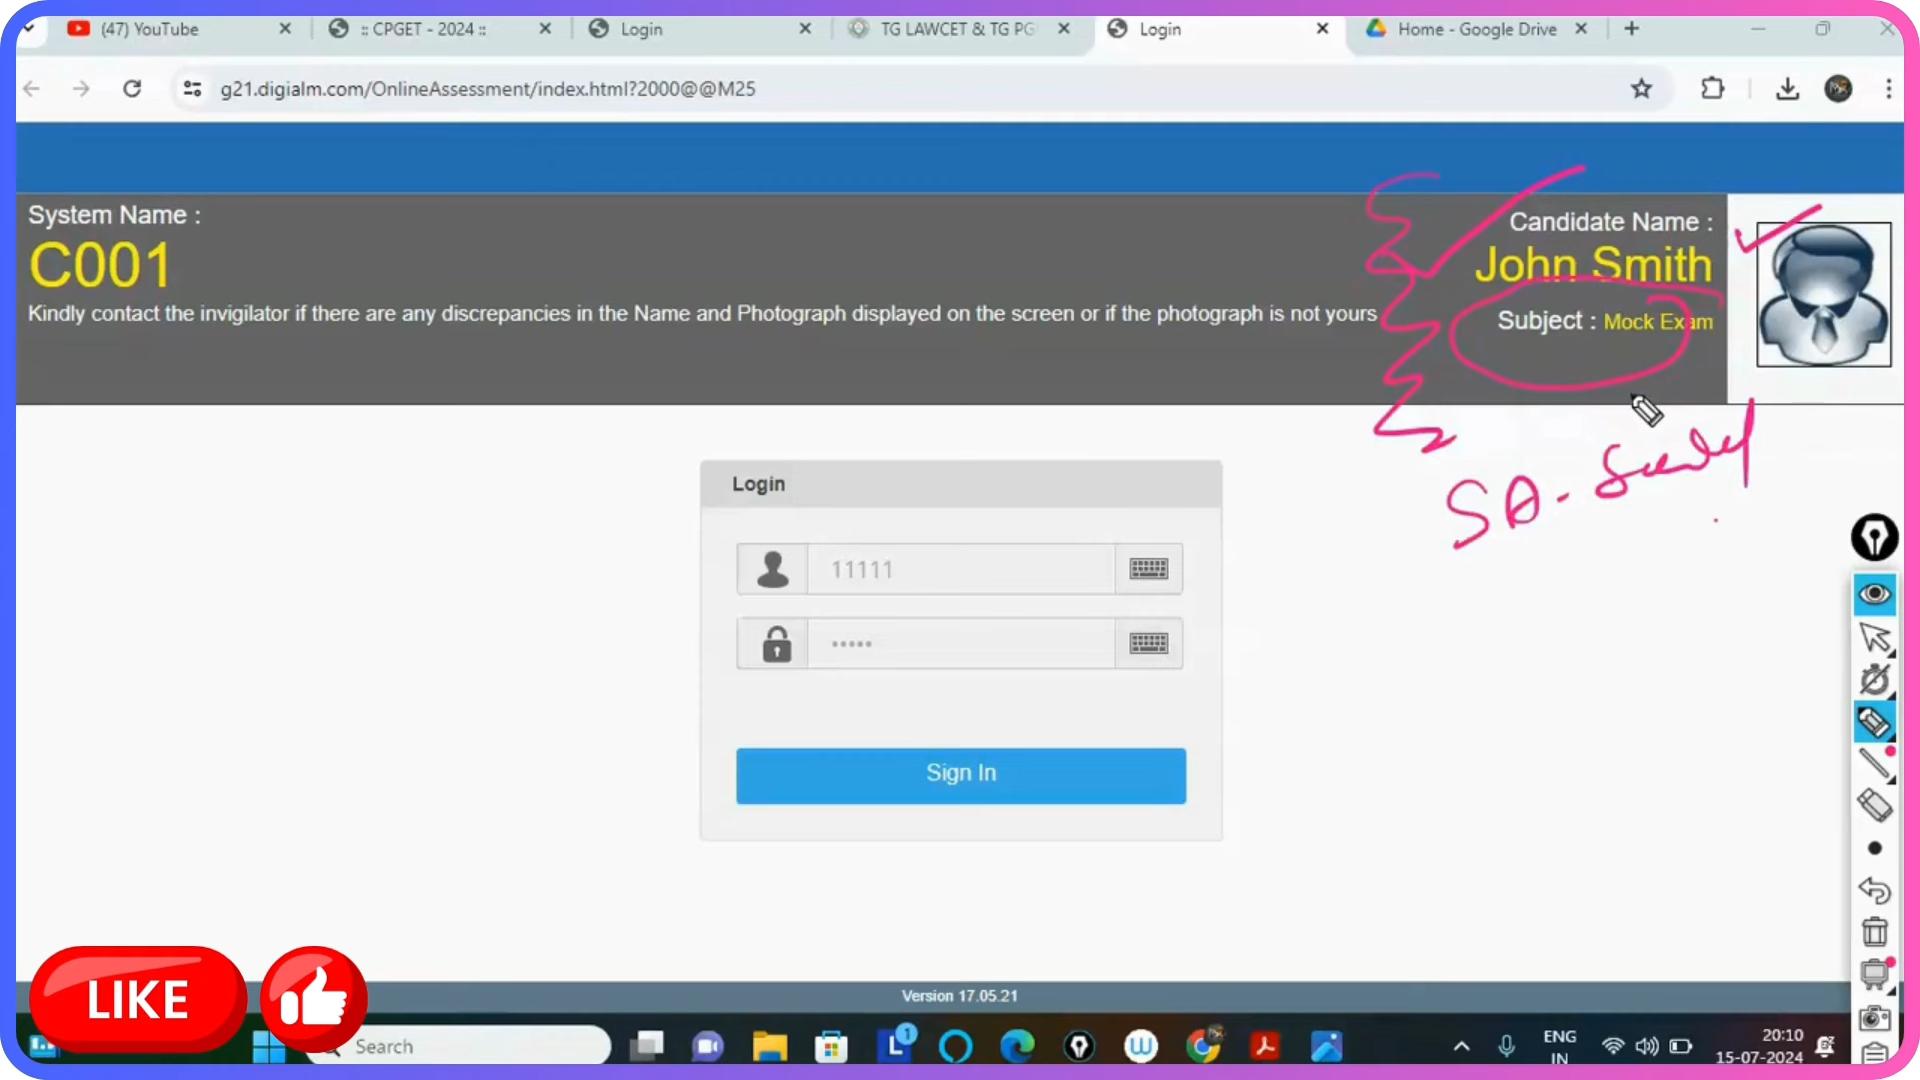 (47) YouTube
:: CPGET - 2024 ::
Login
TG LAWCET & TG PG
Login
Home - Google Drive
g21.digialm.com/OnlineAssessment/index.html?2000@@M25
System Name :
C001
Kindly contact the invigilator if there are any discrepancies in the Name and Photograph displayed on the screen or if the photograph is not yours
Candidate Name :
John Smith
Subject : Mock Exam
SA-
Login
11111
•••••
Sign In
Version 17.05.21
LIKE
Search
L
1
W
ENG
IN
20:10
15-07-2024